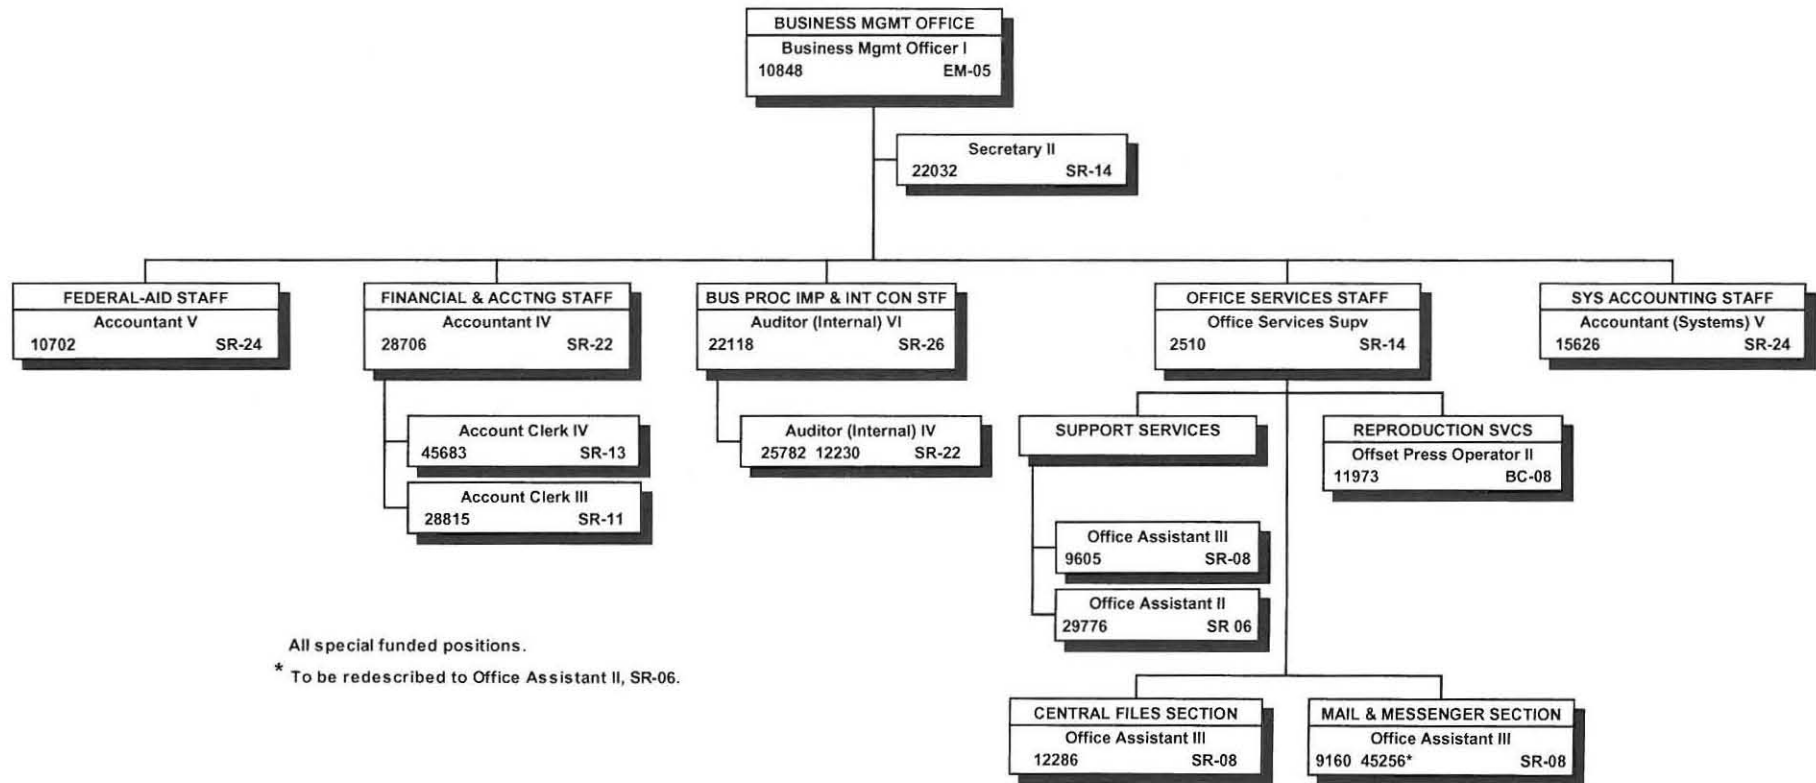 BUSINESS MGMT OFFICE
Business Mgmt Officer I
10848 EM-05
Secretary II
22032 SR-14
FEDERAL-AID STAFF
Accountant V
10702 SR-24
FINANCIAL & ACCTNG STAFF
Accountant IV
28706 SR-22
BUS PROC IMP & INT CON STF
Auditor (Internal) VI
22118 SR-26
OFFICE SERVICES STAFF
Office Services Supv
2510 SR-14
SYS ACCOUNTING STAFF
Accountant (Systems) V
15626 SR-24
Account Clerk IV
45683 SR-13
Account Clerk III
28815 SR-11
Auditor (Internal) IV
25782 12230 SR-22
SUPPORT SERVICES
REPRODUCTION SVCS
Offset Press Operator II
11973 BC-08
Office Assistant III
9605 SR-08
Office Assistant II
29776 SR 06
All special funded positions.
* To be redescribed to Office Assistant II, SR-06.
CENTRAL FILES SECTION
Office Assistant III
12286 SR-08
MAIL & MESSENGER SECTION
Office Assistant III
9160 45256* SR-08